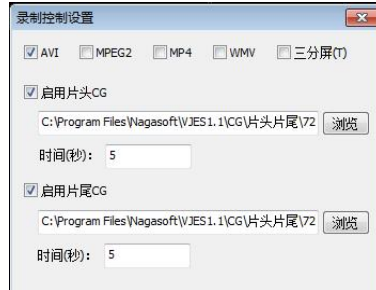 录制控制设置
AVI MPEG2 MP4 WMV 三分屏(T)
启用片头CG
C:\Program Files\Nagasoft\VJES1.1\CG\片头片尾\72 浏览
时间(秒): 5
启用片尾CG
C:\Program Files\Nagasoft\VJES1.1\CG\片头片尾\72 浏览
时间(秒): 5